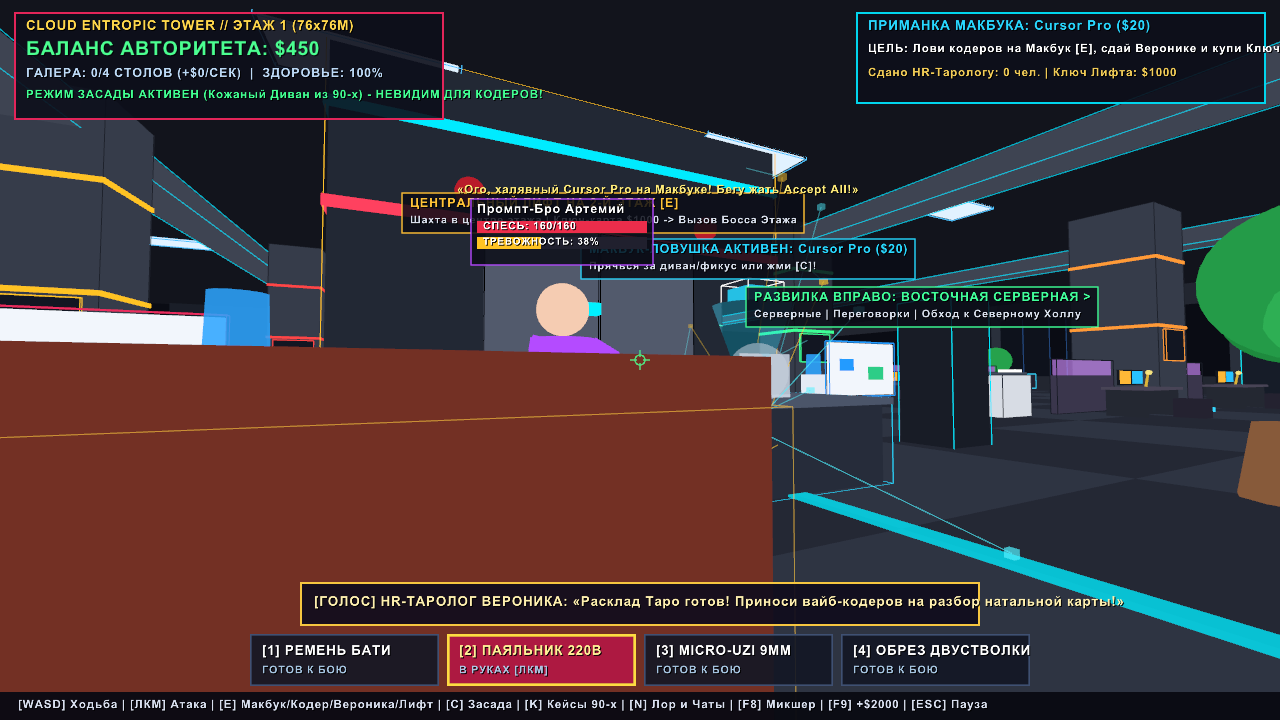 CLOUD ENTROPIC TOWER // ЭТАЖ 1 (76x76М)
БАЛАНС АВТОРИТЕТА: $450
ГАЛЕРА: 0/4 СТОЛОВ (+$0/СЕК) | ЗДОРОВЬЕ: 100%
РЕЖИМ ЗАСАДЫ АКТИВЕН (Кожаный Диван из 90-х) - НЕВИДИМ ДЛЯ КОДЕРОВ!
ПРИМАНКА МАКБУКА: Cursor Pro ($20)
ЦЕЛЬ: Лови кодеров на Макбук [E], сдай Веронике и купи Ключ
Сдано HR-Тарологу: 0 чел. | Ключ Лифта: $1000
«Ого, халявный Cursor Pro на Макбуке! Бегу жать Accept All!»
ЦЕНТРА [E]
Промпт-Бро Артемий
Шахта в 0 -> Вызов Босса Этажа
СПЕСЬ: 160/160
ТРЕВОЖНОСТЬ: 38%
ЛОВУШКА АКТИВЕН: Cursor Pro ($20)
Прячься за диван/фикус или жми [C]!
РАЗВИЛКА ВПРАВО: ВОСТОЧНАЯ СЕРВЕРНАЯ >
Серверные | Переговорки | Обход к Северному Холлу
[ГОЛОС] HR-ТАРОЛОГ ВЕРОНИКА: «Расклад Таро готов! Приноси вайб-кодеров на разбор натальной карты!»
[1] РЕМЕНЬ БАТИ
ГОТОВ К БОЮ
[2] ПАЯЛЬНИК 220В
В РУКАХ [ЛКМ]
[3] MICRO-UZI 9MM
ГОТОВ К БОЮ
[4] ОБРЕЗ ДВУСТВОЛКИ
ГОТОВ К БОЮ
[WASD] Ходьба | [ЛКМ] Атака | [E] Макбук/Кодер/Вероника/Лифт | [C] Засада | [K] Кейсы 90-х | [N] Лор и Чаты | [F8] Микшер | [F9] +$2000 | [ESC] Пауза